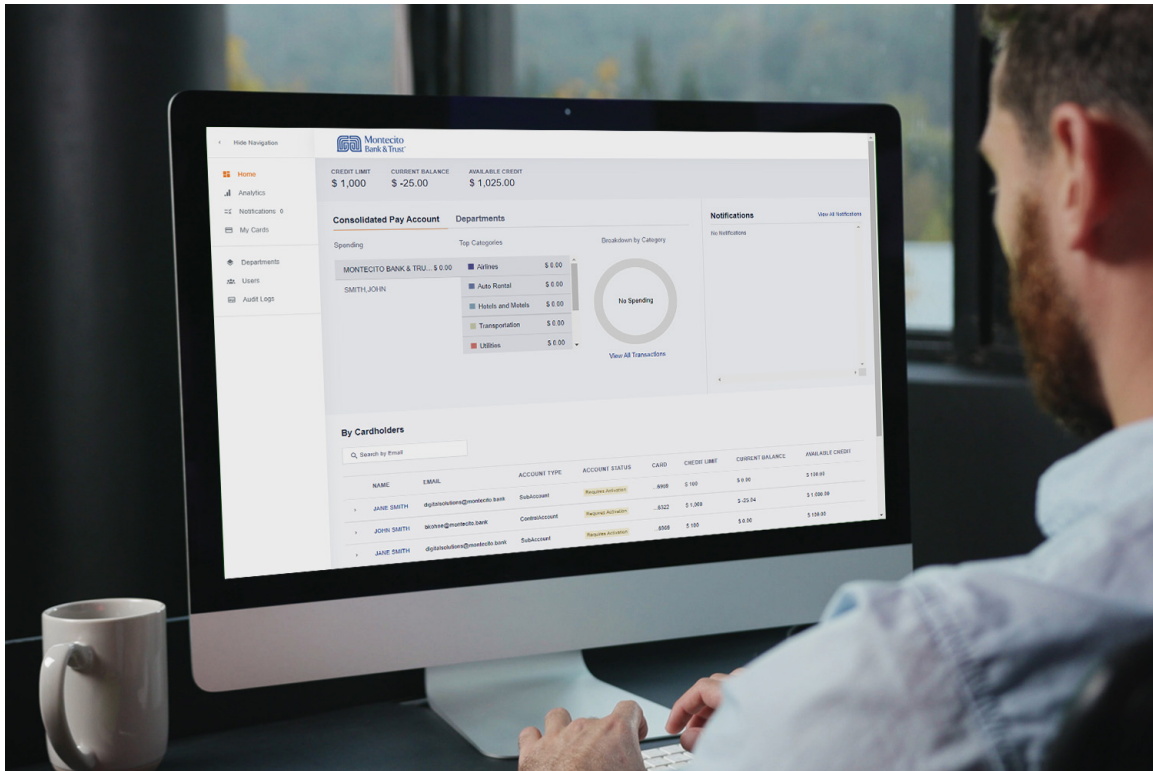 Hide Navigation
Home
Analytics
Notifications 0
My Cards
Departments
Users
Audit Logs
Montecito
Bank & Trust
CREDIT LIMIT CURRENT BALANCE AVAILABLE CREDIT
$ 1,000 $ -25.00 $ 1,025.00
Consolidated Pay Account Departments
Spending Top Categories Breakdown by Category
MONTECITO BANK & TRU... $ 0.00
SMITH,JOHN
Airlines $ 0.00
Auto Rental $ 0.00
Hotels and Motels $ 0.00
Transportation $ 0.00
Utilities $ 0.00
No Spending
View All Transactions
Notifications View All Notifications
No Notifications
By Cardholders
Search by Email
NAME EMAIL ACCOUNT TYPE ACCOUNT STATUS CARD CREDIT LIMIT CURRENT BALANCE AVAILABLE CREDIT
JANE SMITH digitalsolutions@montecito.bank SubAccount Requires Activation $ 100 $ 0.00
JOHN SMITH @montecito.bank ControlAccount Requires Activation $ 1,000
JANE SMITH digitalsolutions@montecito.bank SubAccount Requires Activation $ 100 $ 0.00